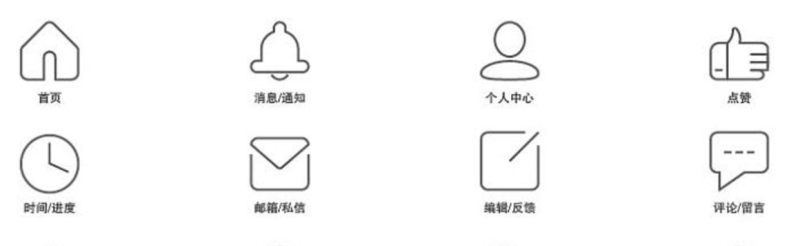 首页
消息/通知
个人中心
点赞
时间/进度
邮箱/私信
编辑/反馈
评论/留言